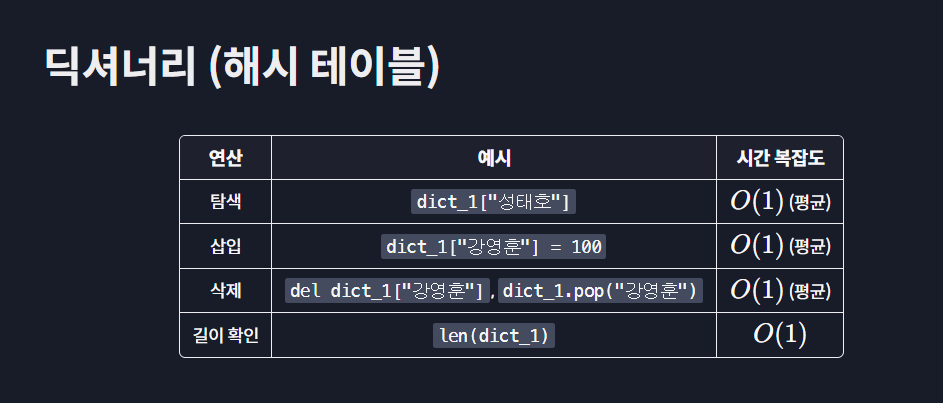 딕셔너리 (해시 테이블)
연산 예시 시간 복잡도
탐색 dict_1["성태호"] O(1) (평균)
삽입 dict_1["강영훈"] = 100 O(1) (평균)
삭제 del dict_1["강영훈"], dict_1.pop("강영훈") O(1) (평균)
길이 확인 len(dict_1) O(1)